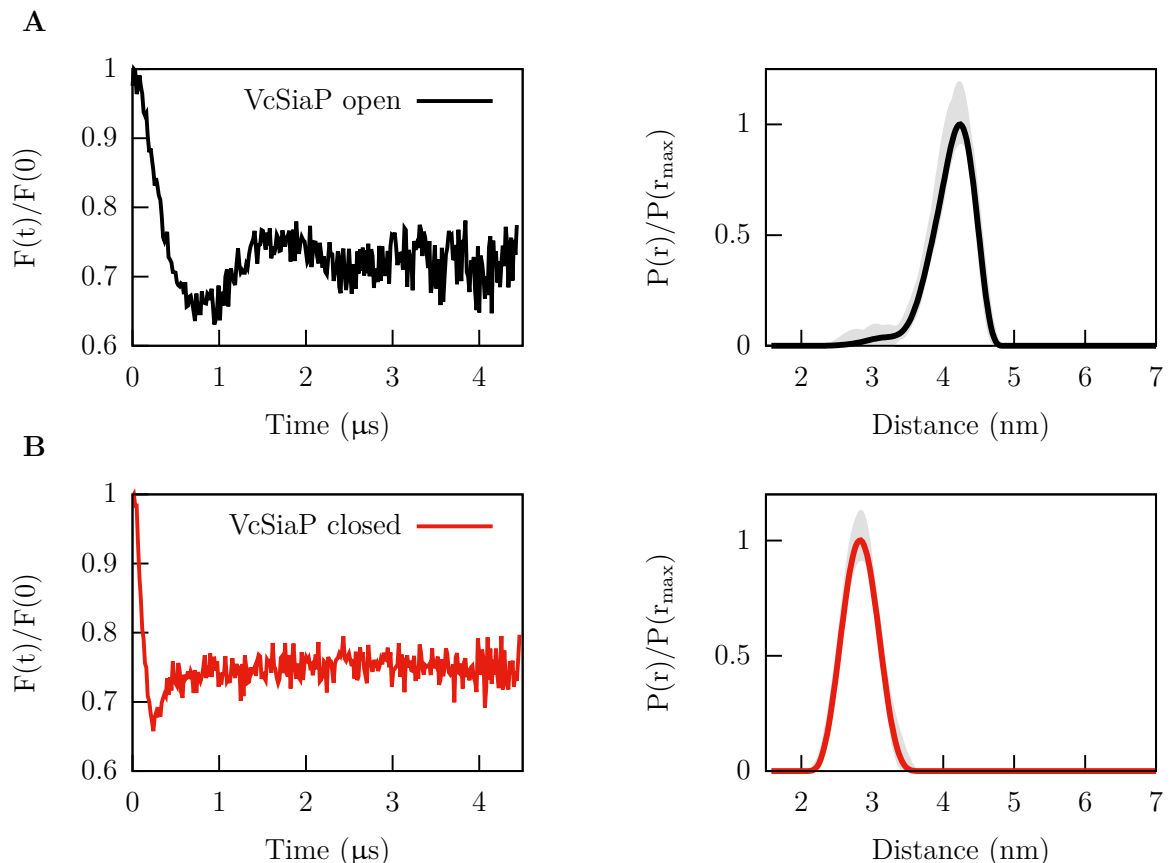 A
F(t)/F(0)
1
0.9
0.8
0.7
0.6
VcSiaP open
0 1 2 3 4
Time (μs)
P(r)/P(r_max)
1
0.5
0
2 3 4 5 6 7
Distance (nm)
B
F(t)/F(0)
1
0.9
0.8
0.7
0.6
VcSiaP closed
0 1 2 3 4
Time (μs)
P(r)/P(r_max)
1
0.5
0
2 3 4 5 6 7
Distance (nm)